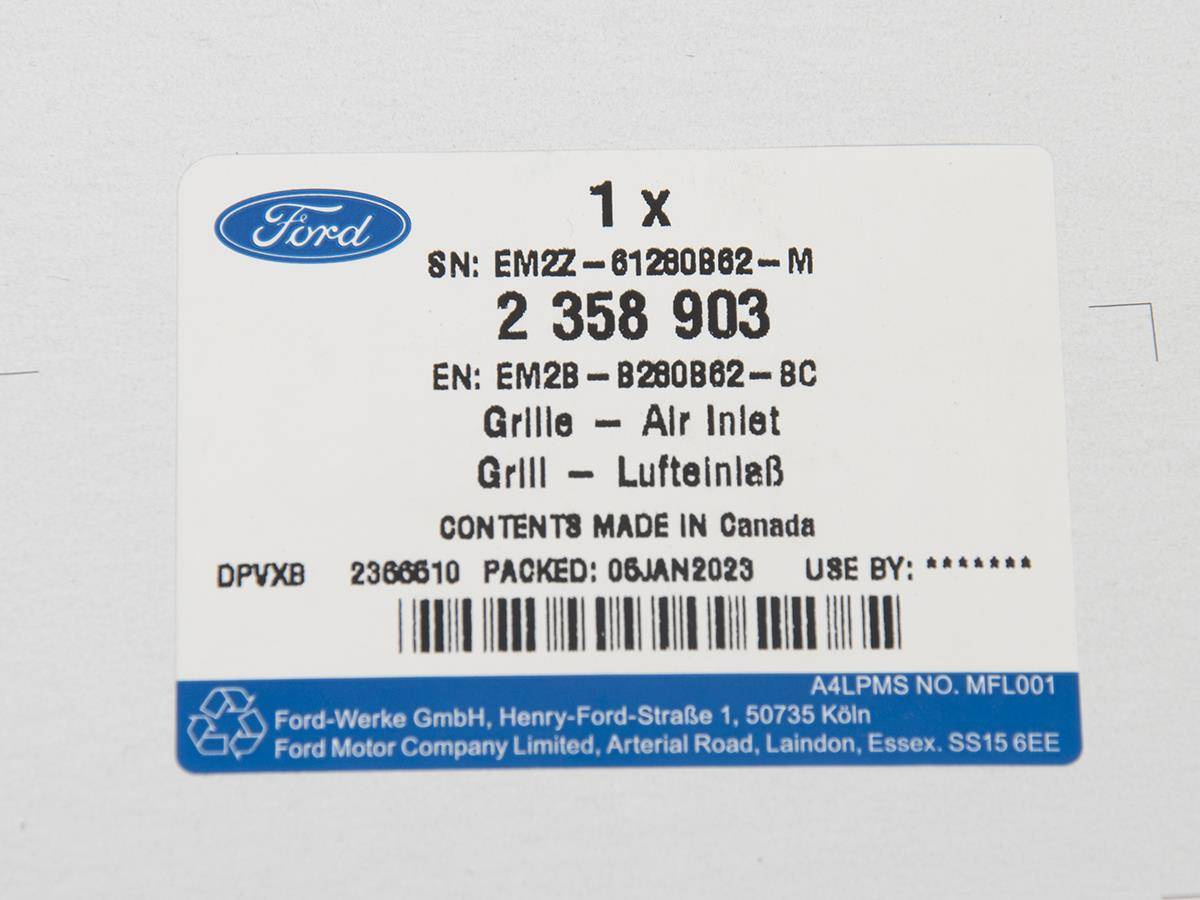 Ford
1 x
SN: EM2Z-61280B62-M
2 358 903
EN: EM2B-B280B62-BC
Grille - Air Inlet
Grill - Lufteinlaß
CONTENTS MADE IN Canada
DPVXB 2366610 PACKED: 05JAN2023 USE BY: *******
A4LPMS NO. MFL001
Ford-Werke GmbH, Henry-Ford-Straße 1, 50735 Köln
Ford Motor Company Limited, Arterial Road, Laindon, Essex. SS15 6EE